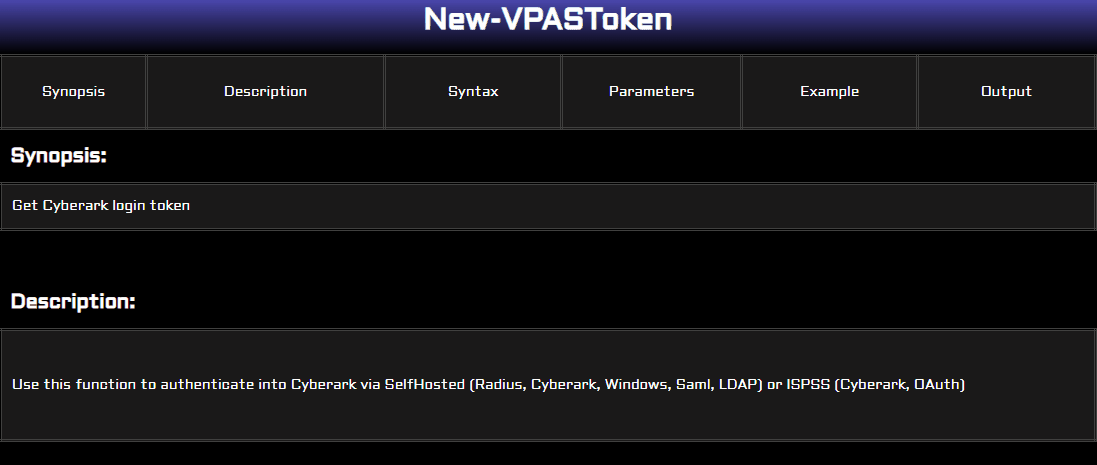 New-VPASToken
Synopsis Description Syntax Parameters Example Output
Synopsis:
Get Cyberark login token
Description:
Use this function to authenticate into Cyberark via SelfHosted (Radius, Cyberark, Windows, Saml, LDAP) or ISPSS (Cyberark, OAuth)